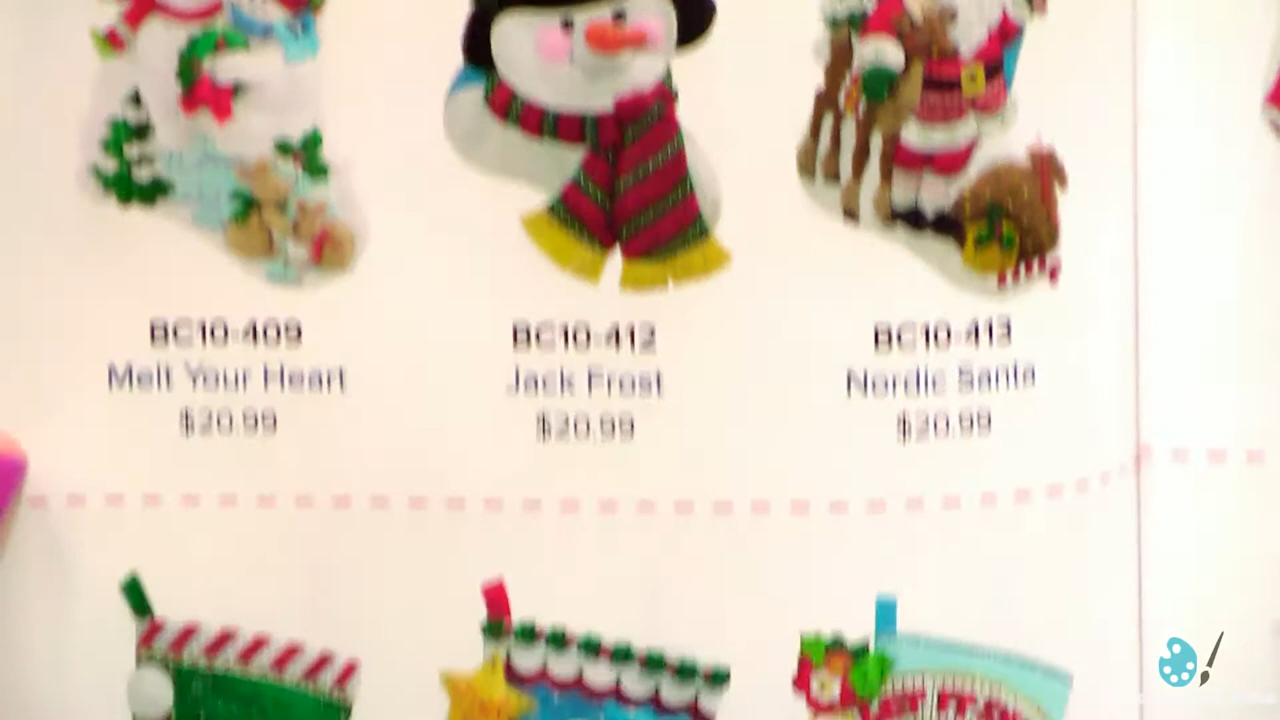 BC10-409
Melt Your Heart
$20.99
BC10-412
Jack Frost
$20.99
BC10-413
Nordic Santa
$20.99